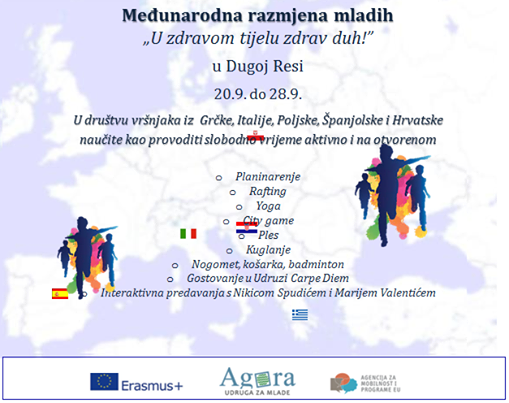 Međunarodna razmjena mladih
„U zdravom tijelu zdrav duh!”
u Dugoj Resi
20.9. do 28.9.
U društvu vršnjaka iz Grčke, Italije, Poljske, Španjolske i Hrvatske
naučite kao provoditi slobodno vrijeme aktivno i na otvorenom
o Planinarenje
o Rafting
o Yoga
o City game
o Ples
o Kuglanje
o Nogomet, košarka, badminton
o Gostovanje u Udruzi Carpe Diem
o Interaktivna predavanja s Nikicom Spudićem i Marijem Valentićem
Erasmus+
Agora
UDRUGA ZA MLADE
AGENCIJA ZA
MOBILNOST I
PROGRAME EU